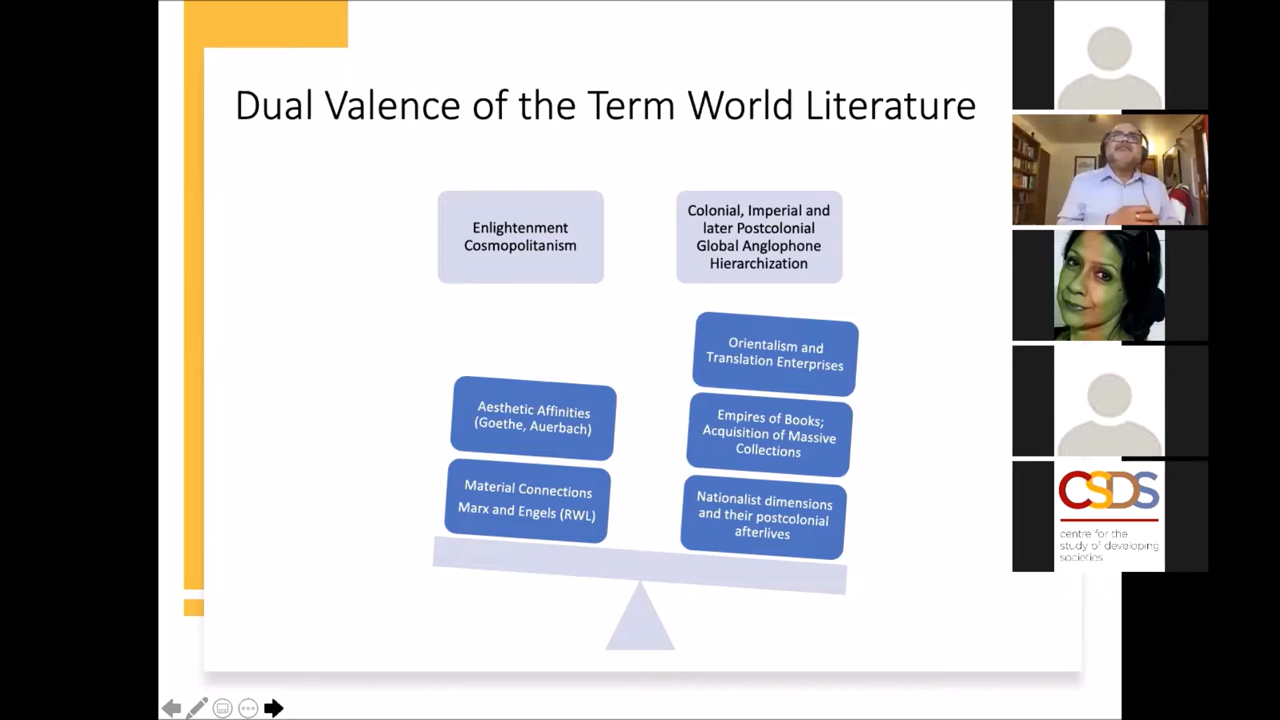 Dual Valence of the Term World Literature
Enlightenment
Cosmopolitanism
Colonial, Imperial and
later Postcolonial
Global Anglophone
Hierarchization
Aesthetic Affinities
(Goethe, Auerbach)
Material Connections
Marx and Engels (RWL)
Orientalism and
Translation Enterprises
Empires of Books;
Acquisition of Massive
Collections
Nationalist dimensions
and their postcolonial
afterlives
CSDS
centre for the
study of developing
societies